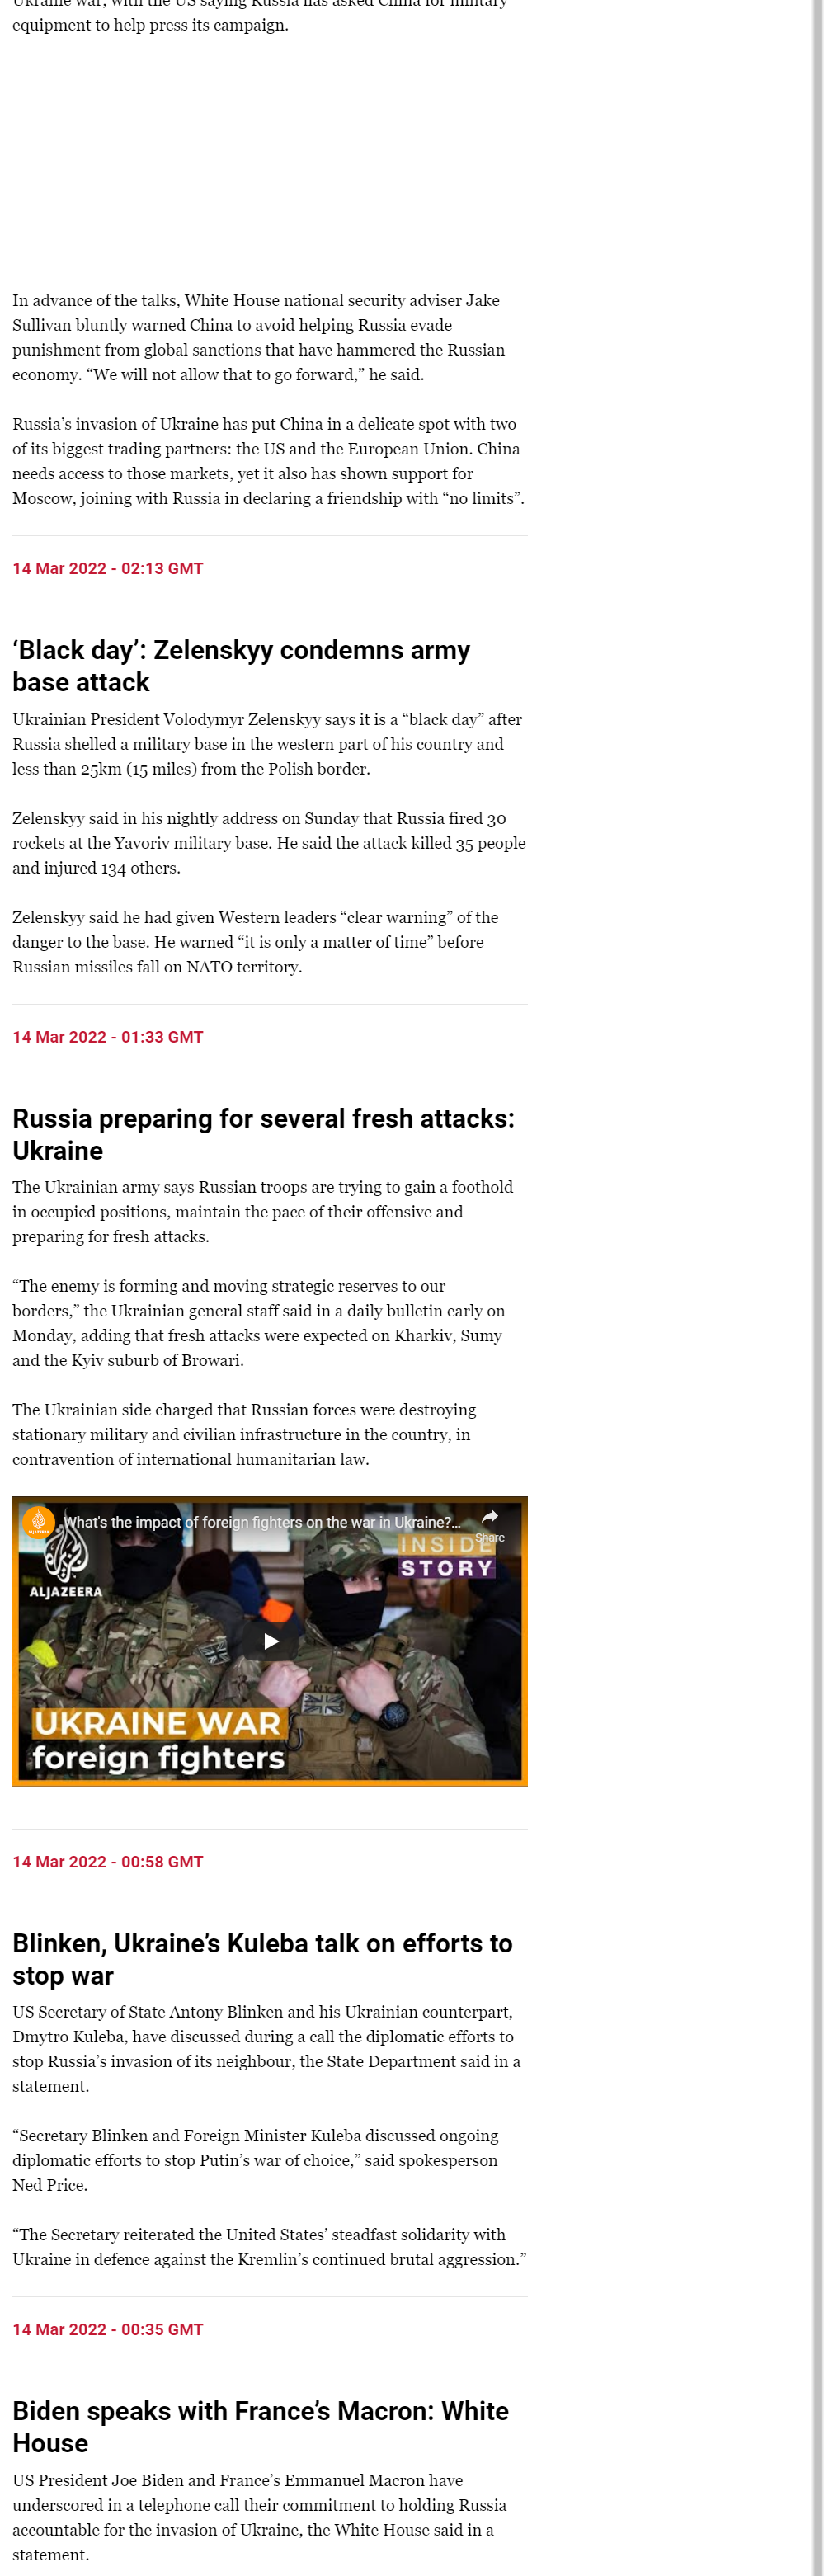 Ukraine war, with the US saying Russia has asked China for military
equipment to help press its campaign.
In advance of the talks, White House national security adviser Jake
Sullivan bluntly warned China to avoid helping Russia evade
punishment from global sanctions that have hammered the Russian
economy. “We will not allow that to go forward,” he said.
Russia’s invasion of Ukraine has put China in a delicate spot with two
of its biggest trading partners: the US and the European Union. China
needs access to those markets, yet it also has shown support for
Moscow, joining with Russia in declaring a friendship with “no limits”.
14 Mar 2022 - 02:13 GMT
‘Black day’: Zelenskyy condemns army
base attack
Ukrainian President Volodymyr Zelenskyy says it is a “black day” after
Russia shelled a military base in the western part of his country and
less than 25km (15 miles) from the Polish border.
Zelenskyy said in his nightly address on Sunday that Russia fired 30
rockets at the Yavoriv military base. He said the attack killed 35 people
and injured 134 others.
Zelenskyy said he had given Western leaders “clear warning” of the
danger to the base. He warned “it is only a matter of time” before
Russian missiles fall on NATO territory.
14 Mar 2022 - 01:33 GMT
Russia preparing for several fresh attacks:
Ukraine
The Ukrainian army says Russian troops are trying to gain a foothold
in occupied positions, maintain the pace of their offensive and
preparing for fresh attacks.
“The enemy is forming and moving strategic reserves to our
borders,” the Ukrainian general staff said in a daily bulletin early on
Monday, adding that fresh attacks were expected on Kharkiv, Sumy
and the Kyiv suburb of Browari.
The Ukrainian side charged that Russian forces were destroying
stationary military and civilian infrastructure in the country, in
contravention of international humanitarian law.
What's the impact of foreign fighters on the war in Ukraine?...
Share
INSIDE
STORY
ALJAZEERA
UKRAINE WAR
foreign fighters
14 Mar 2022 - 00:58 GMT
Blinken, Ukraine’s Kuleba talk on efforts to
stop war
US Secretary of State Antony Blinken and his Ukrainian counterpart,
Dmytro Kuleba, have discussed during a call the diplomatic efforts to
stop Russia’s invasion of its neighbour, the State Department said in a
statement.
“Secretary Blinken and Foreign Minister Kuleba discussed ongoing
diplomatic efforts to stop Putin’s war of choice,” said spokesperson
Ned Price.
“The Secretary reiterated the United States’ steadfast solidarity with
Ukraine in defence against the Kremlin’s continued brutal aggression.”
14 Mar 2022 - 00:35 GMT
Biden speaks with France’s Macron: White
House
US President Joe Biden and France’s Emmanuel Macron have
underscored in a telephone call their commitment to holding Russia
accountable for the invasion of Ukraine, the White House said in a
statement.